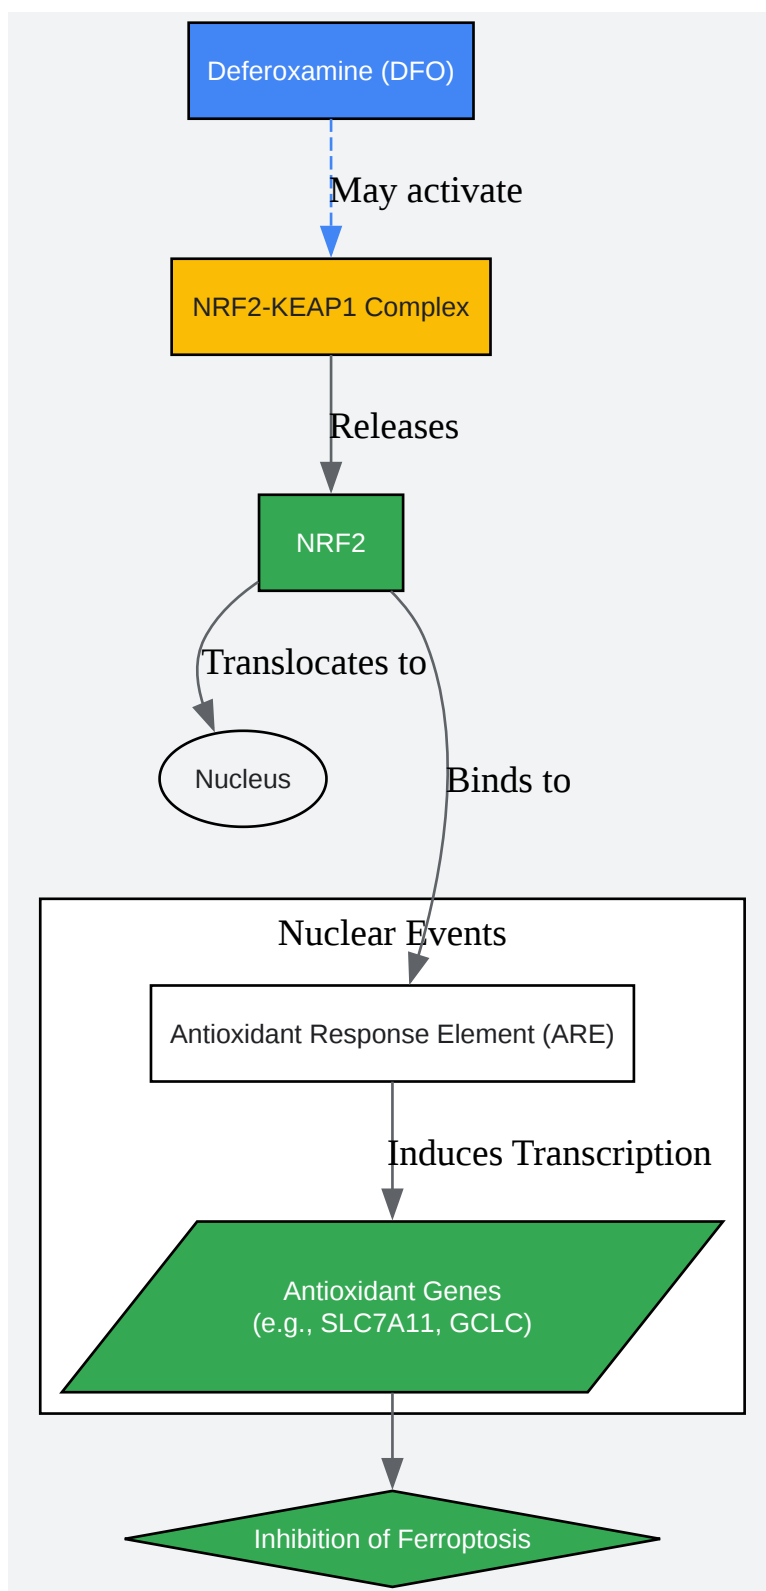 Deferoxamine (DFO)
May activate
NRF2-KEAP1 Complex
Releases
NRF2
Translocates to
Nucleus
Binds to
Nuclear Events
Antioxidant Response Element (ARE)
Induces Transcription
Antioxidant Genes
(e.g., SLC7A11, GCLC)
Inhibition of Ferroptosis